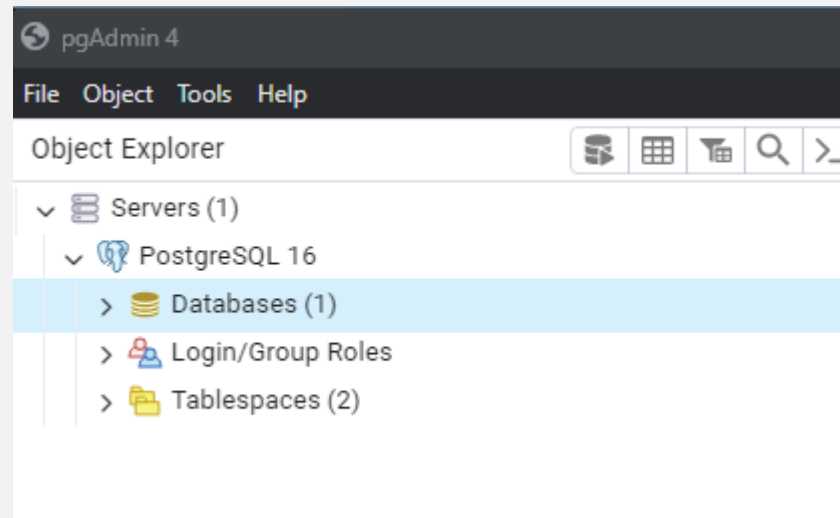 pgAdmin 4
File Object Tools Help
Object Explorer
Servers (1)
PostgreSQL 16
Databases (1)
Login/Group Roles
Tablespaces (2)